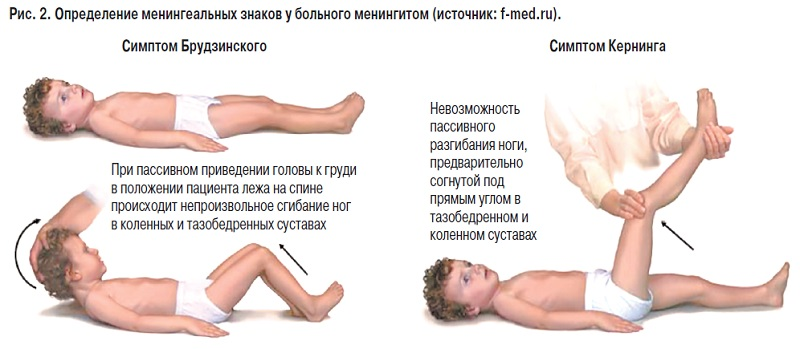 Рис. 2. Определение менингеальных знаков у больного менингитом (источник: f-med.ru).
Симптом Брудзинского
При пассивном приведении головы к груди
в положении пациента лежа на спине
происходит непроизвольное сгибание ног
в коленных и тазобедренных суставах
Симптом Кернинга
Невозможность
пассивного
разгибания ноги,
предварительно
согнутой под
прямым углом в
тазобедренном и
коленном суставах